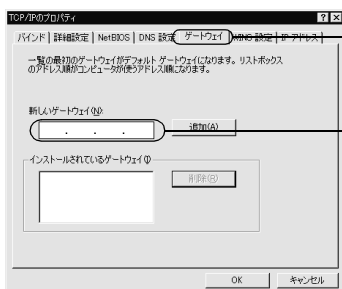 TCP/IPのプロパティ
バインド 詳細設定 NetBIOS DNS 設定 ゲートウェイ WINS 設定 IP アドレス
一覧の最初のゲートウェイがデフォルト ゲートウェイになります。リストボックス
のアドレス順がコンピュータが使うアドレス順になります。
新しいゲートウェイ(N):
. . .
追加(A)
インストールされているゲートウェイ(I)
削除(R)
OK キャンセル